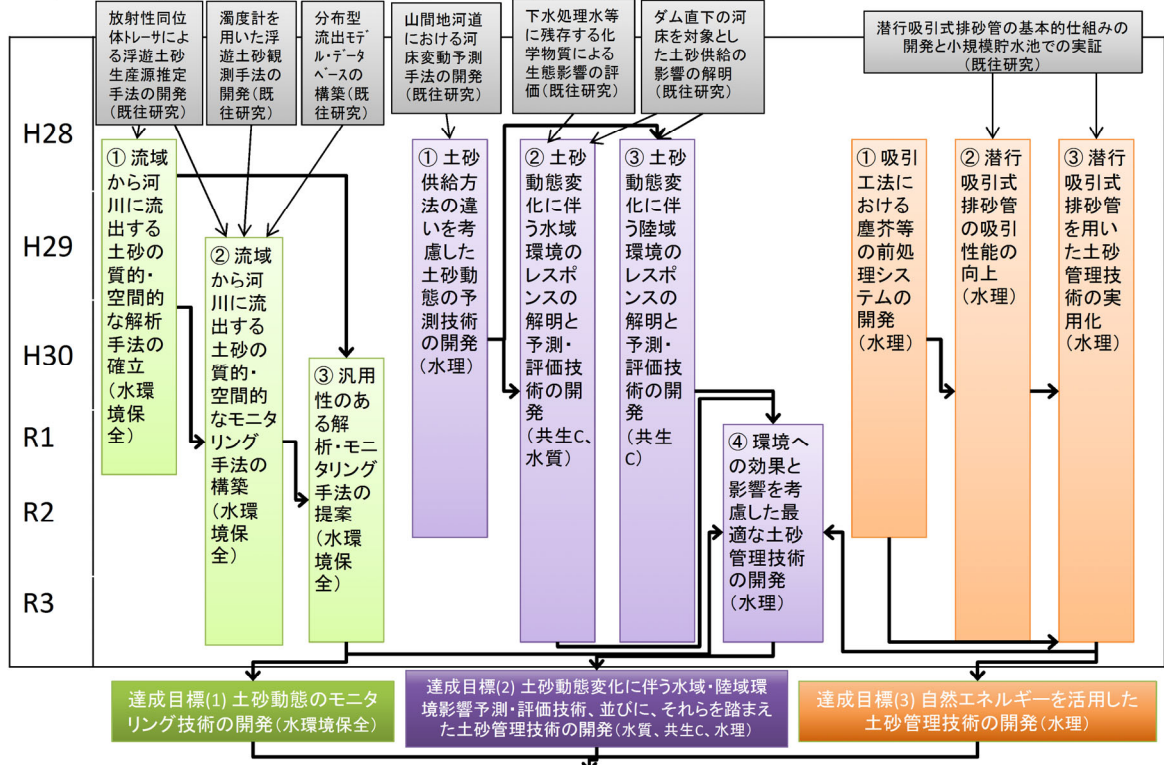 放射性同位
体トレーサに
よる浮遊土砂
生産源推定
手法の開発
(既往研究)
濁度計を
用いた浮
遊土砂観
測手法の
開発(既
往研究)
分布型
流出モデ
ル・データ
ベースの
構築(既
往研究)
山間地河道
における河
床変動予測
手法の開発
(既往研究)
下水処理水等
に残存する化
学物質による
生態影響の評
価(既往研究)
ダム直下の河
床を対象とし
た土砂供給の
影響の解明
(既往研究)
潜行吸引式排砂管の基本的仕組みの
開発と小規模貯水池での実証
(既往研究)
H28
H29
H30
R1
R2
R3
① 流域
から河
川に流
出する
土砂の
質的・
空間的
な解析
手法の
確立
(水環
境保
全)
② 流域
から河
川に流
出する
土砂の
質的・
空間的
なモニタ
リング
手法の
構築
(水環
境保
全)
③ 汎用
性のあ
る解
析・モニ
タリング
手法の
提案
(水環
境保
全)
① 土砂
供給方
法の違
いを考
慮した
土砂動
態の予
測技術
の開発
(水理)
② 土砂
動態変
化に伴
う水域
環境の
レスポ
ンスの
解明と
予測・
評価技
術の開
発
(共生C、
水質)
③ 土砂
動態変
化に伴
う陸域
環境の
レスポ
ンスの
解明と
予測・
評価技
術の開
発
(共生
C)
④ 環境へ
の効果と
影響を考
慮した最
適な土砂
管理技術
の開発
(水理)
① 吸引
工法に
おける
塵芥等
の前処
理シス
テムの
開発
(水理)
② 潜行
吸引式
排砂管
の吸引
性能の
向上
(水理)
③ 潜行
吸引式
排砂管
を用い
た土砂
管理技
術の実
用化
(水理)
達成目標(1) 土砂動態のモニタ
リング技術の開発(水環境保全)
達成目標(2) 土砂動態変化に伴う水域・陸域環
境影響予測・評価技術、並びに、それらを踏まえ
た土砂管理技術の開発(水質、共生C、水理)
達成目標(3) 自然エネルギーを活用した
土砂管理技術の開発(水理)